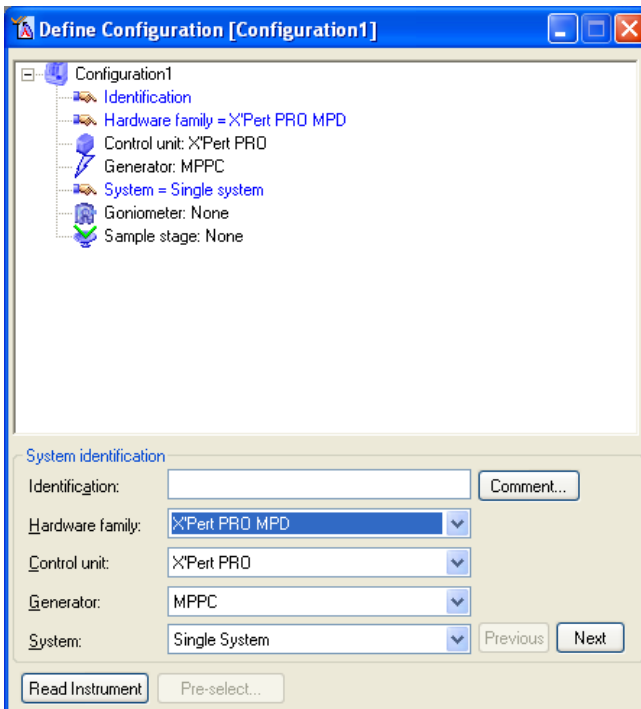 Define Configuration [Configuration1]
Configuration1
Identification
Hardware family = X'Pert PRO MPD
Control unit: X'Pert PRO
Generator: MPPC
System = Single system
Goniometer: None
Sample stage: None
System identification
Identification: Comment...
Hardware family: X'Pert PRO MPD
Control unit: X'Pert PRO
Generator: MPPC
System: Single System Previous Next
Read Instrument Pre-select...